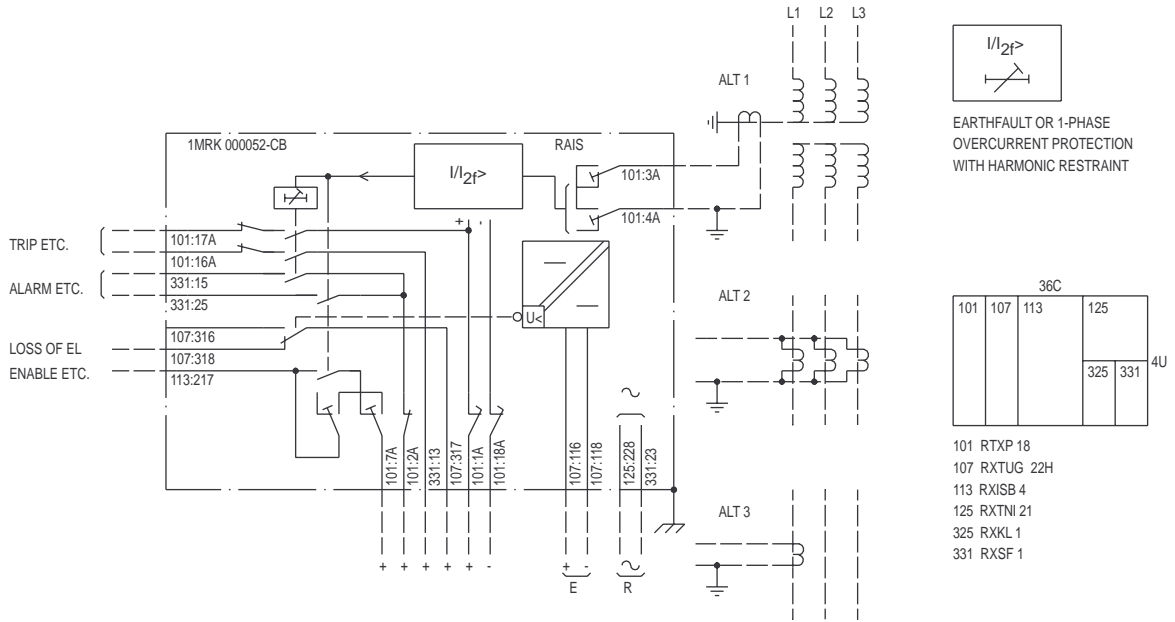 L1 L2 L3
ALT 1
I/I2f>
EARTHFAULT OR 1-PHASE
OVERCURRENT PROTECTION
WITH HARMONIC RESTRAINT
1MRK 000052-CB
RAIS
I/I2f>
101:3A
101:4A
+ -
TRIP ETC.
101:17A
101:16A
ALARM ETC.
331:15
331:25
U<
LOSS OF EL
107:316
107:318
ENABLE ETC.
113:217
ALT 2
36C
101 107 113 125
325 331
4U
101:7A
101:2A
331:13
107:317
101:1A
101:18A
107:116
107:118
125:228
331:23
101 RTXP 18
107 RXTUG 22H
113 RXISB 4
125 RXTNI 21
325 RXKL 1
331 RXSF 1
ALT 3
+ + + + + - + - ~
E R